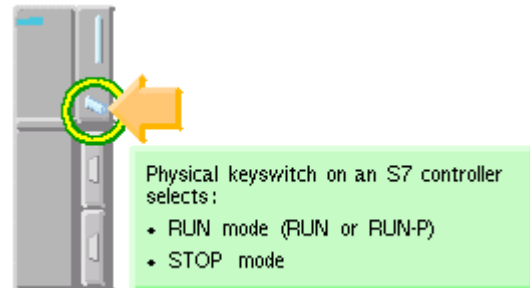 Physical keyswitch on an S7 controller
selects:
• RUN mode (RUN or RUN-P)
• STOP mode